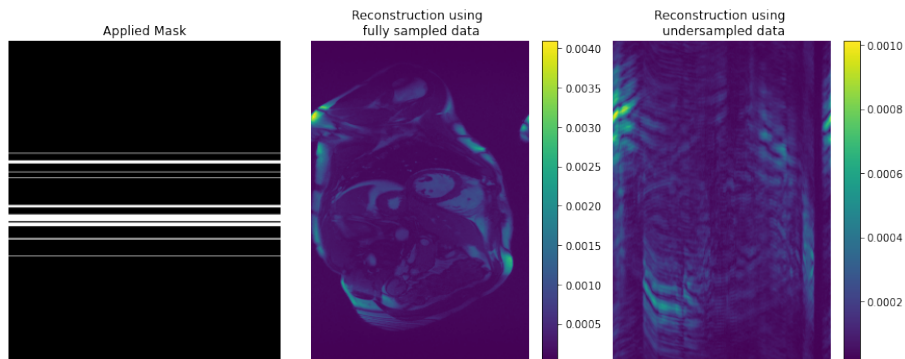 Applied Mask
Reconstruction using
fully sampled data
0.0040
0.0035
0.0030
0.0025
0.0020
0.0015
0.0010
0.0005
Reconstruction using
undersampled data
0.0010
0.0008
0.0006
0.0004
0.0002